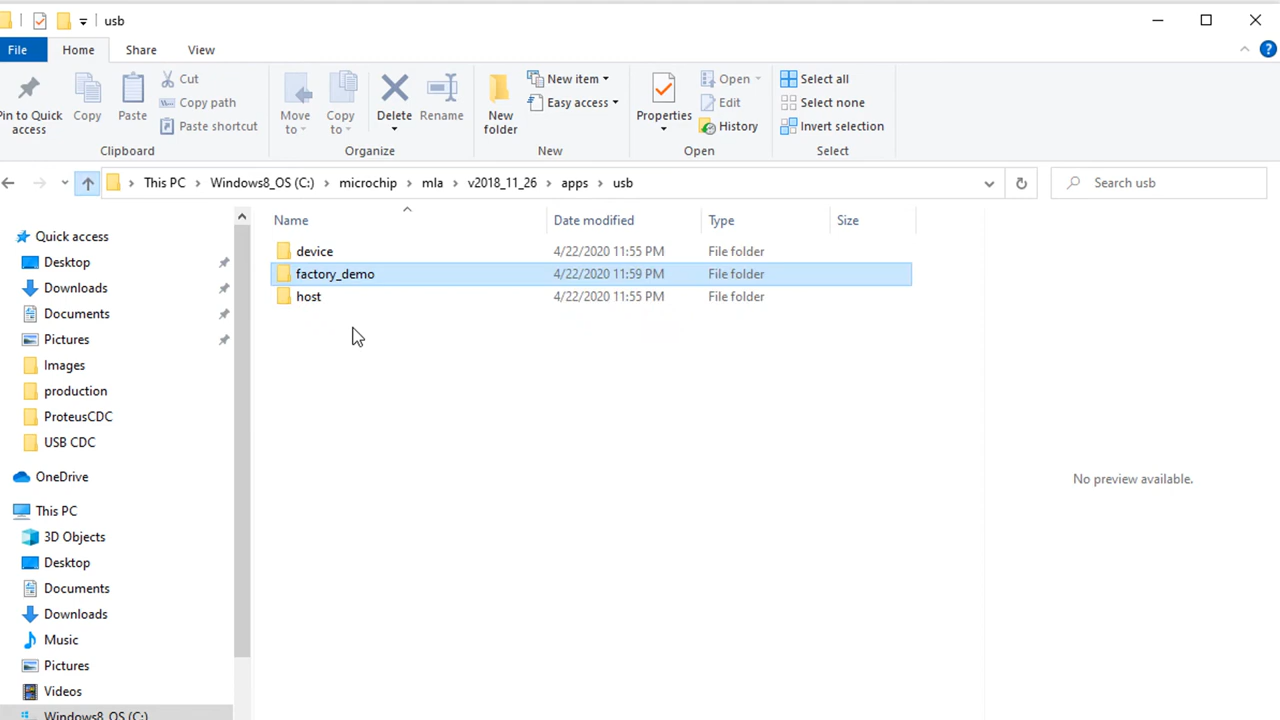 usb
File Home Share View
Pin to Quick access
Copy
Paste
Cut
Copy path
Paste shortcut
Clipboard
Move to
Copy to
Delete
Rename
Organize
New folder
New item
Easy access
New
Properties
Open
Edit
History
Open
Select all
Select none
Invert selection
Select
This PC > Windows8_OS (C:) > microchip > mla > v2018_11_26 > apps > usb
Search usb
Name Date modified Type Size
device 4/22/2020 11:55 PM File folder
factory_demo 4/22/2020 11:59 PM File folder
host 4/22/2020 11:55 PM File folder
Quick access
Desktop
Downloads
Documents
Pictures
Images
production
ProteusCDC
USB CDC
OneDrive
This PC
3D Objects
Desktop
Documents
Downloads
Music
Pictures
Videos
Windows8_OS (C:)
No preview available.